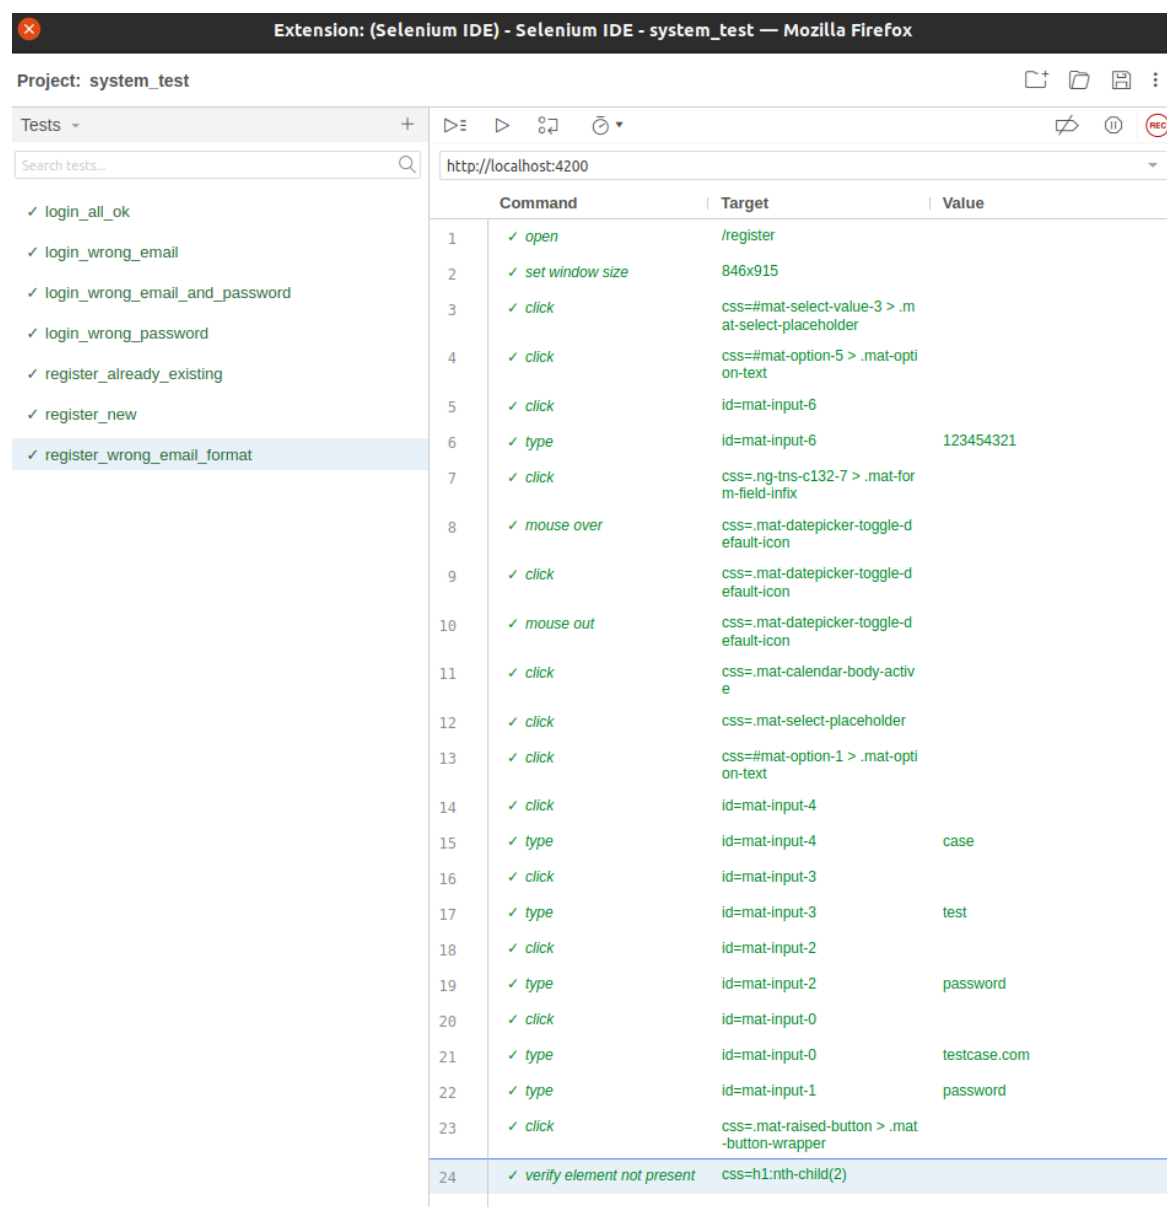 Extension: (Selenium IDE) - Selenium IDE - system_test — Mozilla Firefox
Project: system_test
Tests
Search tests...
✓ login_all_ok
✓ login_wrong_email
✓ login_wrong_email_and_password
✓ login_wrong_password
✓ register_already_existing
✓ register_new
✓ register_wrong_email_format
REC
http://localhost:4200
Command Target Value
1 ✓ open /register
2 ✓ set window size 846x915
3 ✓ click css=#mat-select-value-3 > .m
at-select-placeholder
4 ✓ click css=#mat-option-5 > .mat-opti
on-text
5 ✓ click id=mat-input-6
6 ✓ type id=mat-input-6 123454321
7 ✓ click css=.ng-tns-c132-7 > .mat-for
m-field-infix
8 ✓ mouse over css=.mat-datepicker-toggle-d
efault-icon
9 ✓ click css=.mat-datepicker-toggle-d
efault-icon
10 ✓ mouse out css=.mat-datepicker-toggle-d
efault-icon
11 ✓ click css=.mat-calendar-body-activ
e
12 ✓ click css=.mat-select-placeholder
13 ✓ click css=#mat-option-1 > .mat-opti
on-text
14 ✓ click id=mat-input-4
15 ✓ type id=mat-input-4 case
16 ✓ click id=mat-input-3
17 ✓ type id=mat-input-3 test
18 ✓ click id=mat-input-2
19 ✓ type id=mat-input-2 password
20 ✓ click id=mat-input-0
21 ✓ type id=mat-input-0 testcase.com
22 ✓ type id=mat-input-1 password
23 ✓ click css=.mat-raised-button > .mat
-button-wrapper
24 ✓ verify element not present css=h1:nth-child(2)